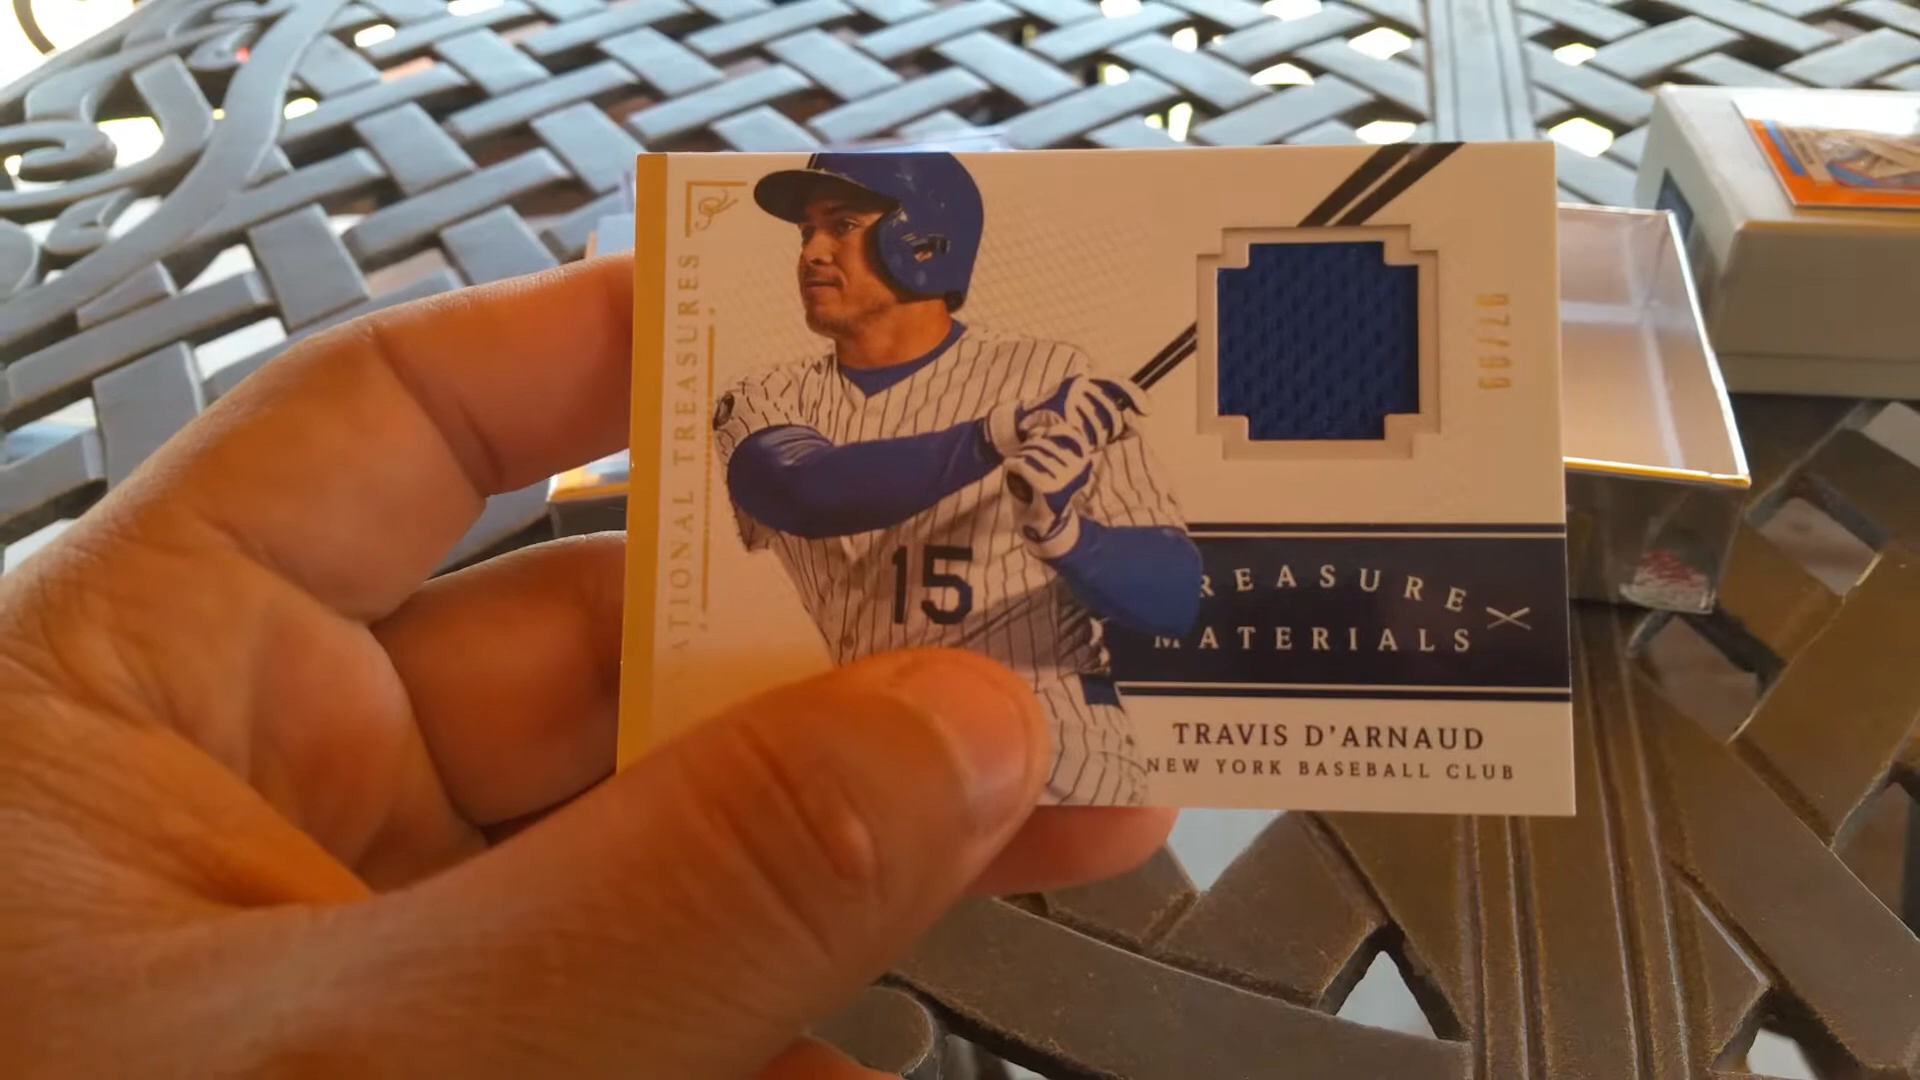 ATIONAL TREASURES
15
REASURE
MATERIALS
TRAVIS D'ARNAUD
NEW YORK BASEBALL CLUB